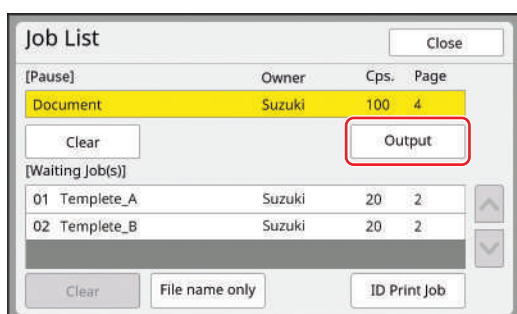 Job List Close
[Pause] Owner Cps. Page
Document Suzuki 100 4
Clear Output
[Waiting Job(s)]
01 Templete_A Suzuki 20 2
02 Templete_B Suzuki 20 2
Clear File name only ID Print Job